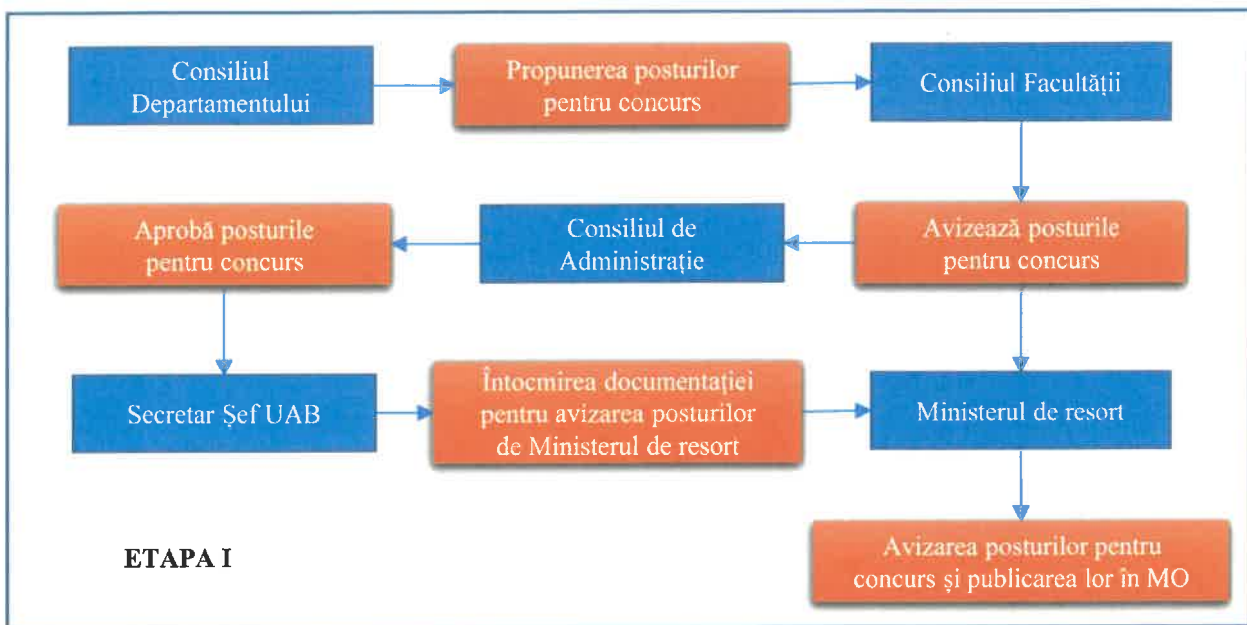 Consiliul
Departamentului
Propunerea posturilor
pentru concurs
Consiliul Facultății
Aprobă posturile
pentru concurs
Consiliul de
Administrație
Avizează posturile
pentru concurs
Secretar Șef UAB
Întocmirea documentației
pentru avizarea posturilor
de Ministerul de resort
Ministerul de resort
ETAPA I
Avizarea posturilor pentru
concurs și publicarea lor în MO